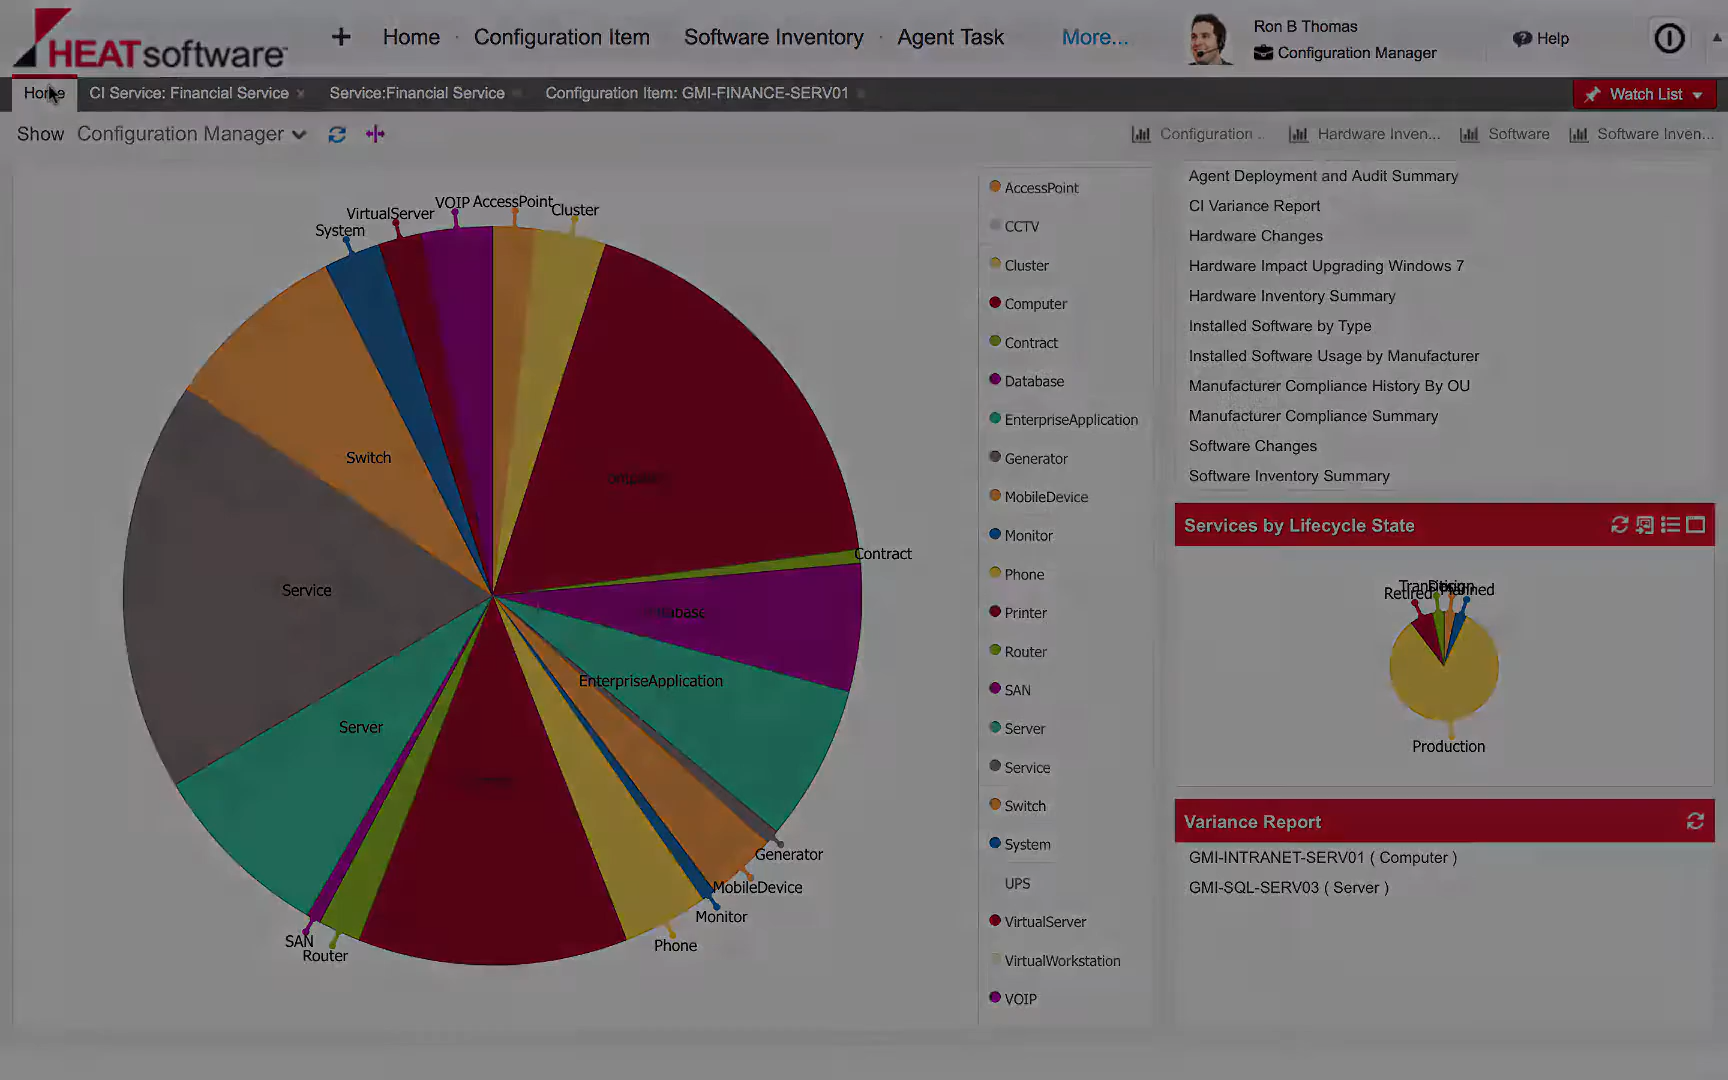 HEATsoftware
Home
Configuration Item
Software Inventory
Agent Task
More...
Ron B Thomas
Configuration Manager
Help
Home
CI Service: Financial Service
Service:Financial Service
Configuration Item: GMI-FINANCE-SERV01
Watch List
Show Configuration Manager
Configuration ..
Hardware Inven...
Software
Software Inven...
System
VirtualServer
VOIP
AccessPoint
Cluster
Switch
Contract
Service
EnterpriseApplication
Server
Generator
MobileDevice
Monitor
Phone
SAN
Router
AccessPoint
CCTV
Cluster
Computer
Contract
Database
EnterpriseApplication
Generator
MobileDevice
Monitor
Phone
Printer
Router
SAN
Server
Service
Switch
System
UPS
VirtualServer
VirtualWorkstation
VOIP
Agent Deployment and Audit Summary
CI Variance Report
Hardware Changes
Hardware Impact Upgrading Windows 7
Hardware Inventory Summary
Installed Software by Type
Installed Software Usage by Manufacturer
Manufacturer Compliance History By OU
Manufacturer Compliance Summary
Software Changes
Software Inventory Summary
Services by Lifecycle State
Retired
Production
Variance Report
GMI-INTRANET-SERV01 ( Computer )
GMI-SQL-SERV03 ( Server )